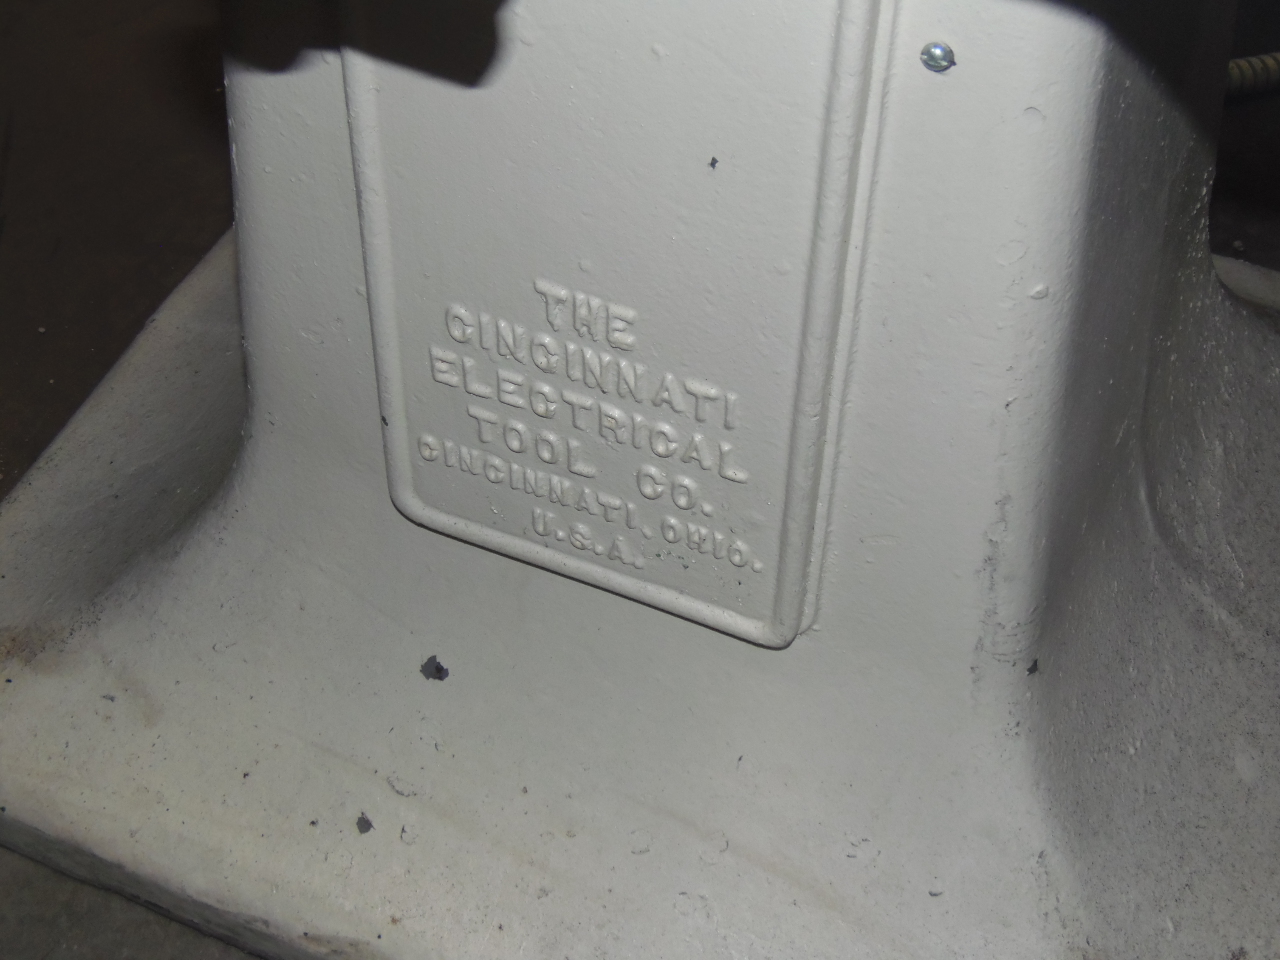 THE
CINCINNATI
ELECTRICAL
TOOL CO.
CINCINNATI, OHIO.
U.S.A.